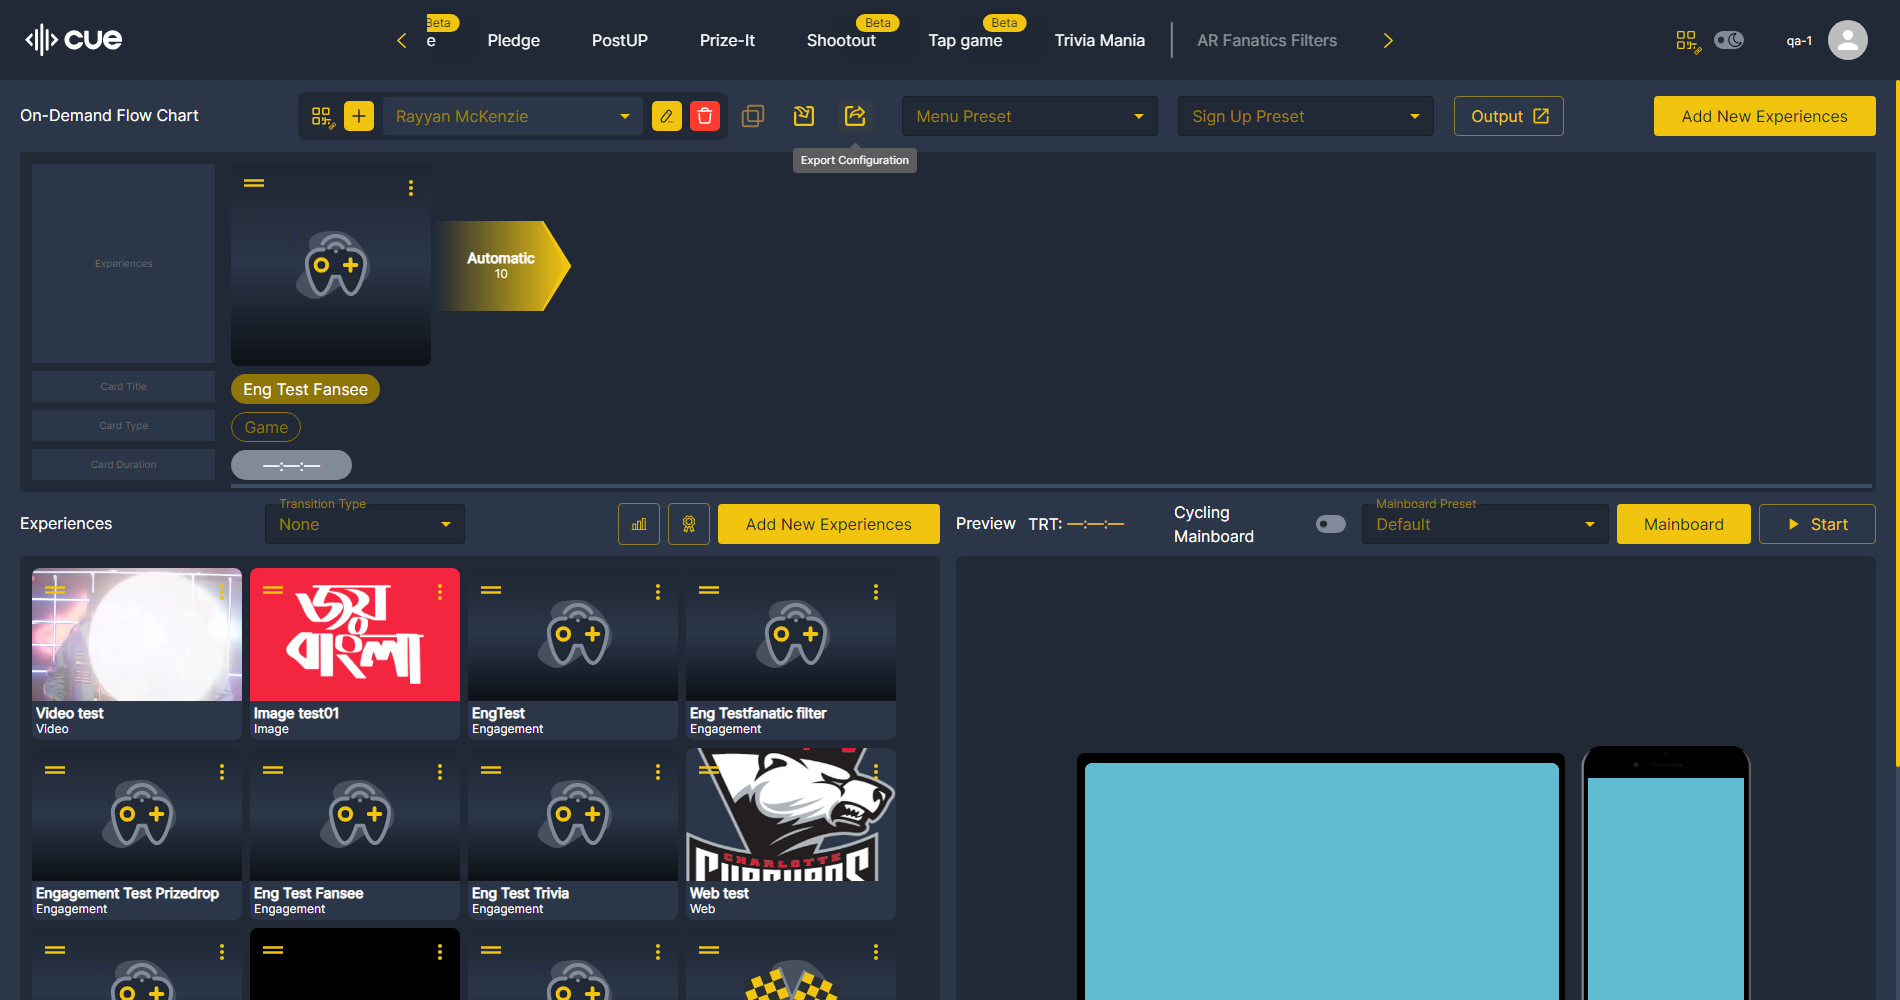 cue
Beta
e
Pledge
PostUP
Prize-It
Beta
Shootout
Beta
Tap game
Trivia Mania
AR Fanatics Filters
qa-1
On-Demand Flow Chart
Rayyan McKenzie
Menu Preset
Sign Up Preset
Output
Add New Experiences
Export Configuration
Experiences
Automatic
10
Card Title
Eng Test Fansee
Card Type
Game
Card Duration
—:—:—
Experiences
Transition Type
None
Add New Experiences
Preview TRT: —:—:—
Cycling
Mainboard
Mainboard Preset
Default
Mainboard
Start
জয়
বাংলা
Video test
Video
Image test01
Image
EngTest
Engagement
Eng Testfanatic filter
Engagement
CHARLOTTE
Engagement Test Prizedrop
Engagement
Eng Test Fansee
Engagement
Eng Test Trivia
Engagement
Web test
Web